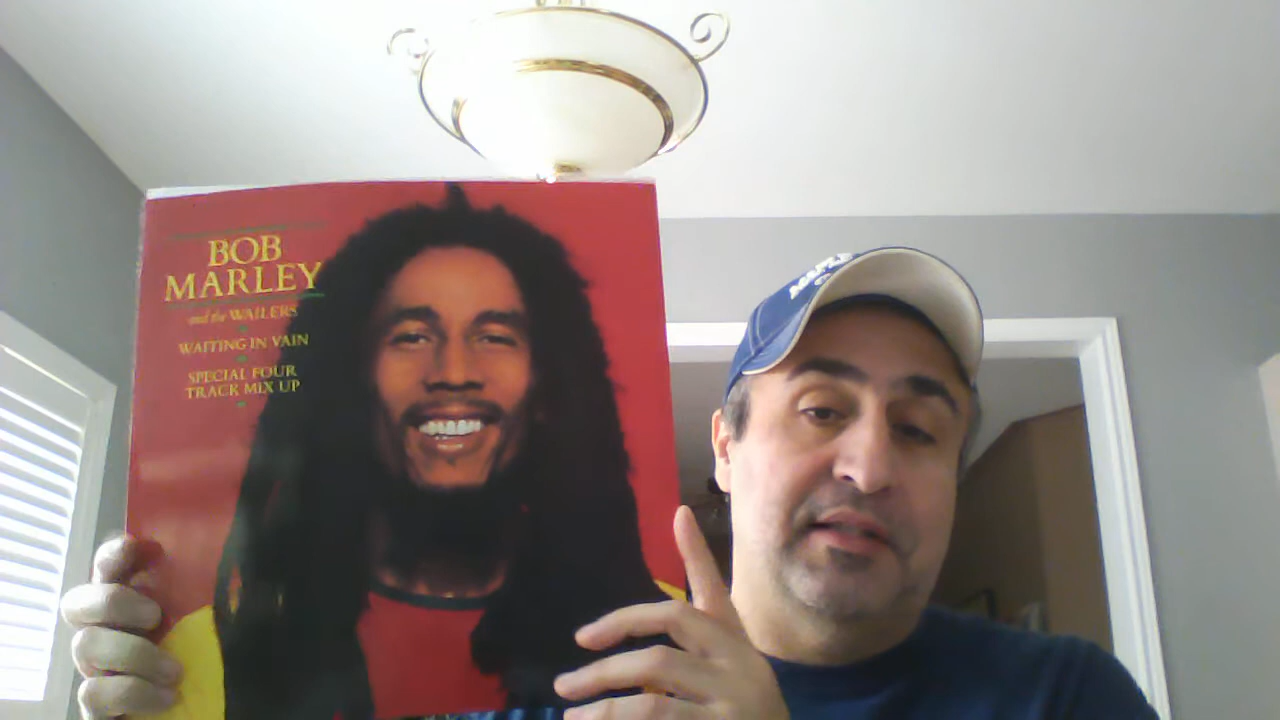 BOB
MARLEY
and the WAILERS
WAITING IN VAIN
SPECIAL FOUR
TRACK MIX UP